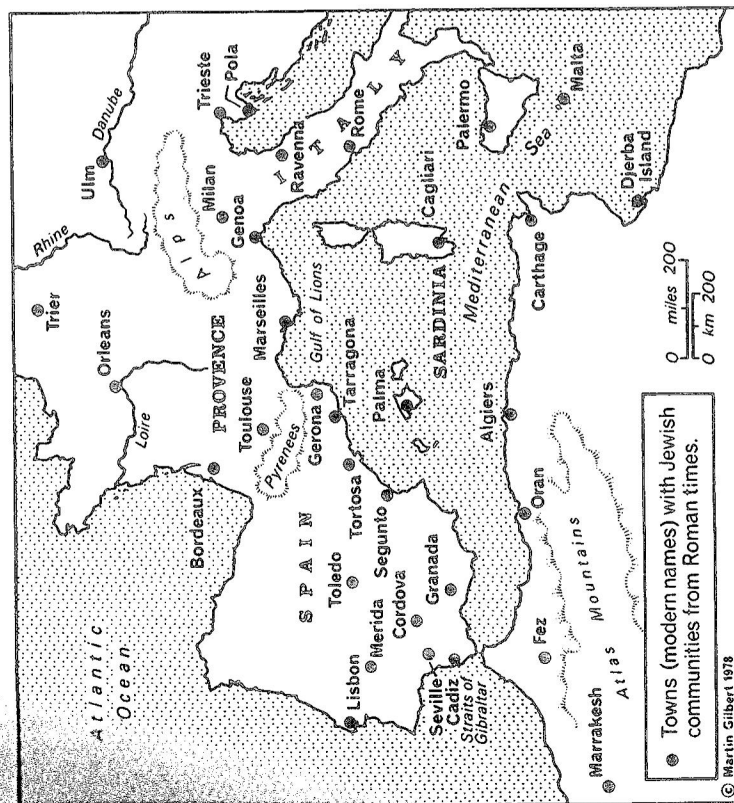 Atlantic
Ocean
Trier
Rhine
Ulm
Danube
Orleans
Loire
Alps
Milan
Trieste
Pola
Genoa
Ravenna
ITALY
Rome
Bordeaux
PROVENCE
Toulouse
Marseilles
Gulf of Lions
Pyrenees
Gerona
Tarragona
SPAIN
Tortosa
Segunto
Toledo
Lisbon
Merida
Cordova
Granada
Seville
Cadiz
Straits of
Gibraltar
Palma
SARDINIA
Cagliari
Palermo
Mediterranean
Sea
Malta
Algiers
Oran
Carthage
Djerba
Island
Fez
Marrakesh
Atlas
Mountains
0 miles 200
0 km 200
Towns (modern names) with Jewish
communities from Roman times.
© Martin Gilbert 1978